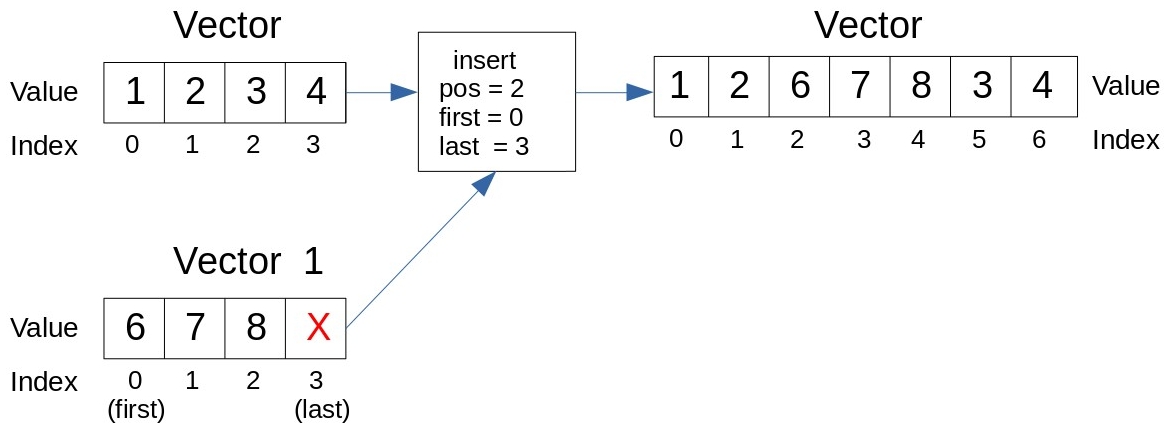 Vector
Value 1 2 3 4
Index 0 1 2 3
insert
pos = 2
first = 0
last = 3
Vector
1 2 6 7 8 3 4 Value
0 1 2 3 4 5 6 Index
Vector 1
Value 6 7 8 X
Index 0 1 2 3
(first) (last)